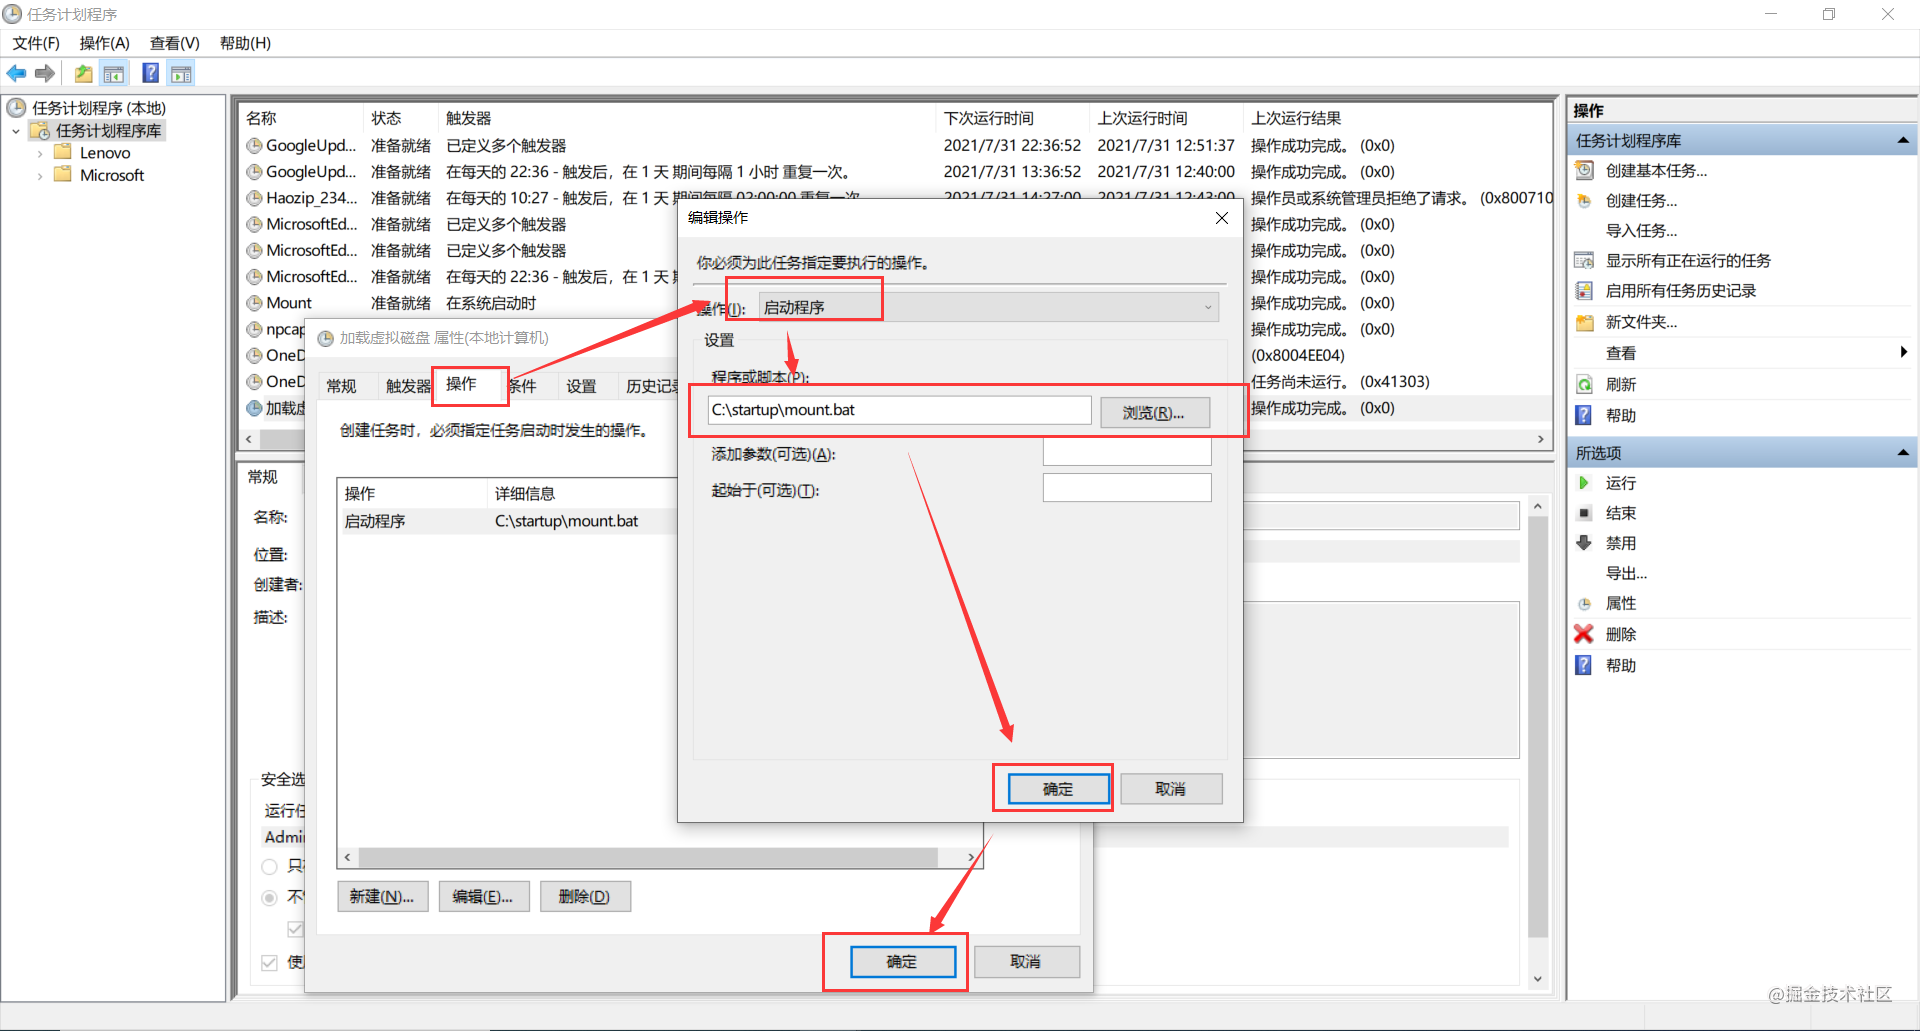 任务计划程序
文件(F) 操作(A) 查看(V) 帮助(H)
任务计划程序 (本地)
任务计划程序库
Lenovo
Microsoft
名称 状态 触发器 下次运行时间 上次运行时间 上次运行结果
GoogleUpd... 准备就绪 已定义多个触发器 2021/7/31 22:36:52 2021/7/31 12:51:37 操作成功完成。 (0x0)
GoogleUpd... 准备就绪 在每天的 22:36 - 触发后，在 1 天 期间每隔 1 小时 重复一次。 2021/7/31 13:36:52 2021/7/31 12:40:00 操作成功完成。 (0x0)
Haozip_234... 准备就绪 在每天的 10:27 - 触发后，在 1 天 期间每隔 02:00:00 重复一次 2021/7/31 14:27:00 2021/7/31 12:43:00 操作员或系统管理员拒绝了请求。 (0x800710
MicrosoftEd... 准备就绪 已定义多个触发器 操作成功完成。 (0x0)
MicrosoftEd... 准备就绪 已定义多个触发器 操作成功完成。 (0x0)
MicrosoftEd... 准备就绪 在每天的 22:36 - 触发后，在 1 天 操作成功完成。 (0x0)
Mount 准备就绪 在系统启动时 操作成功完成。 (0x0)
npcap 操作成功完成。 (0x0)
OneD (0x8004EE04)
OneD 任务尚未运行。 (0x41303)
加载虚 操作成功完成。 (0x0)
常规
名称:
位置:
创建者:
描述:
安全选
运行任
Admi
只
不
使
加载虚拟磁盘 属性(本地计算机)
常规 触发器 操作 条件 设置 历史记录
创建任务时，必须指定任务启动时发生的操作。
操作 详细信息
启动程序 C:\startup\mount.bat
新建(N)... 编辑(E)... 删除(D)
确定 取消
编辑操作
你必须为此任务指定要执行的操作。
操作(I): 启动程序
设置
程序或脚本(P):
C:\startup\mount.bat 浏览(R)...
添加参数(可选)(A):
起始于(可选)(T):
确定 取消
操作
任务计划程序库
创建基本任务...
创建任务...
导入任务...
显示所有正在运行的任务
启用所有任务历史记录
新文件夹...
查看
刷新
帮助
所选项
运行
结束
禁用
导出...
属性
删除
帮助
@掘金技术社区